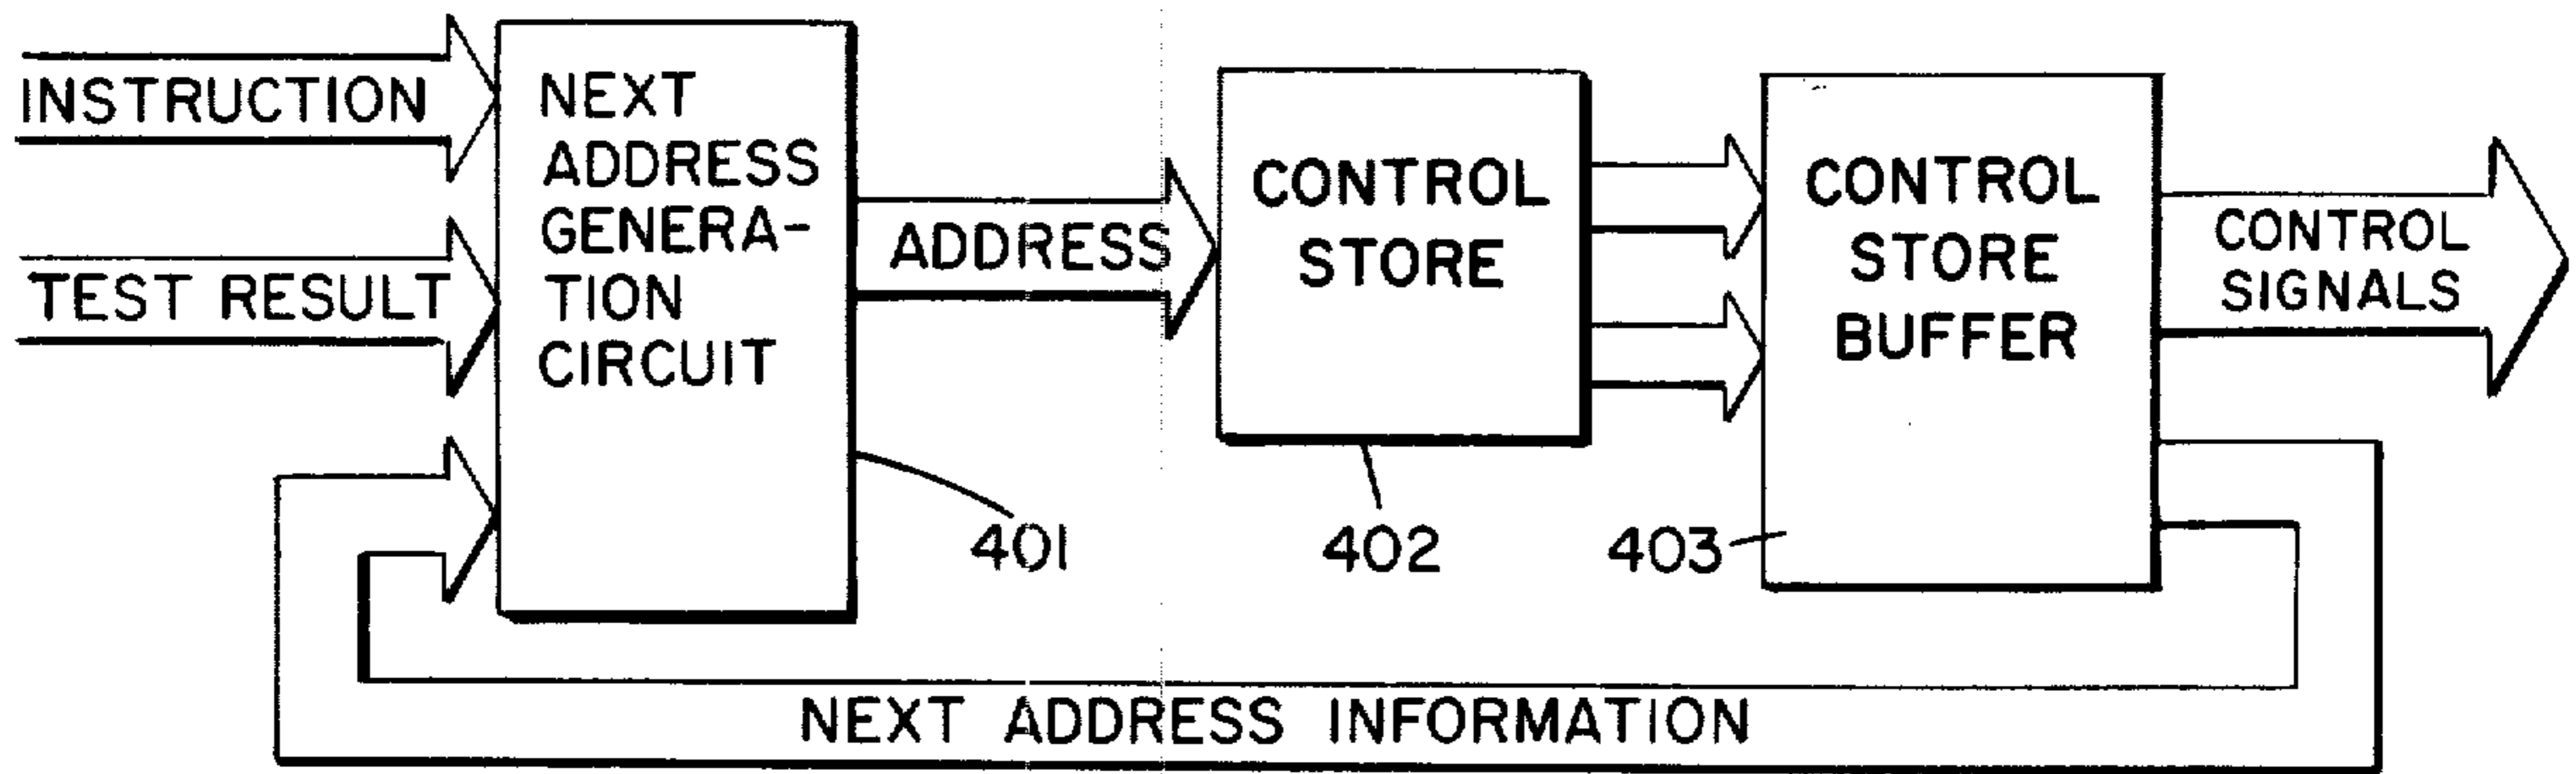 INSTRUCTION
TEST RESULT
NEXT
ADDRESS
GENERA-
TION
CIRCUIT
401
ADDRESS
CONTROL
STORE
402
CONTROL
STORE
BUFFER
403
CONTROL
SIGNALS
NEXT ADDRESS INFORMATION